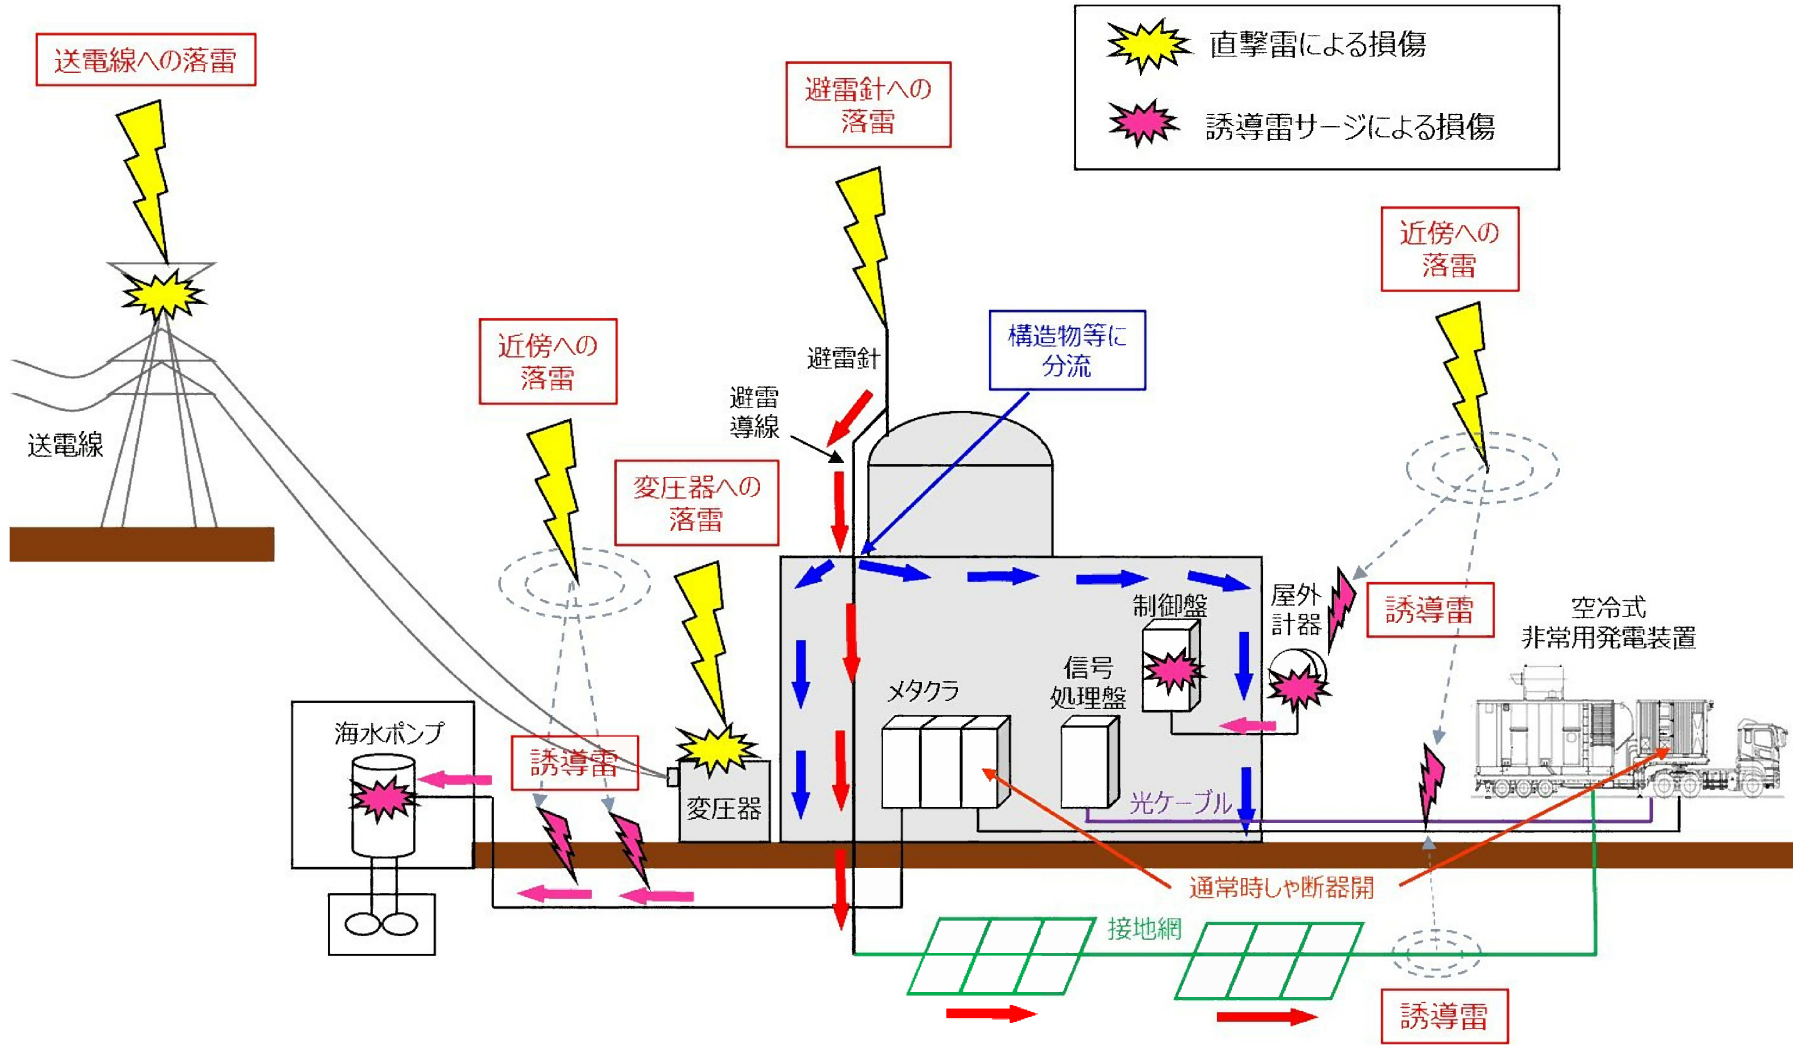 送電線への落雷
避雷針への
落雷
直撃雷による損傷
誘導雷サージによる損傷
近傍への
落雷
近傍への
落雷
構造物等に
分流
避雷針
避雷
導線
送電線
変圧器への
落雷
制御盤
屋外
計器
誘導雷
空冷式
非常用発電装置
信号
処理盤
メタクラ
海水ポンプ
誘導雷
変圧器
光ケーブル
通常時しゃ断器開
接地網
誘導雷